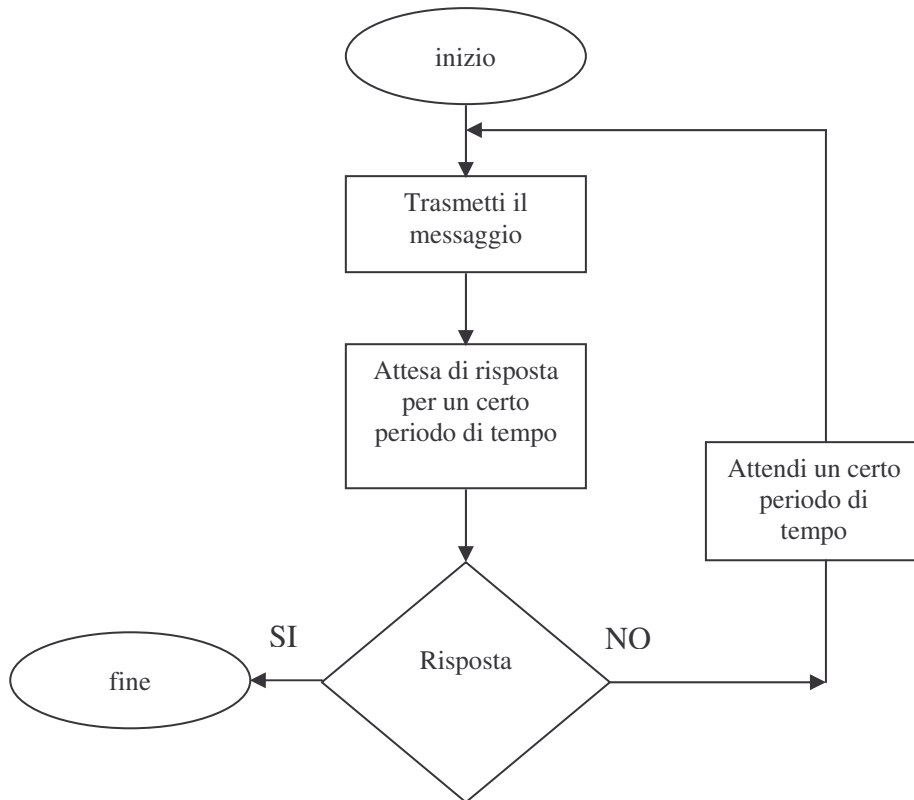 inizio
Trasmetti il
messaggio
Attesa di risposta
per un certo
periodo di tempo
Attendi un certo
periodo di
tempo
SI
NO
Risposta
fine